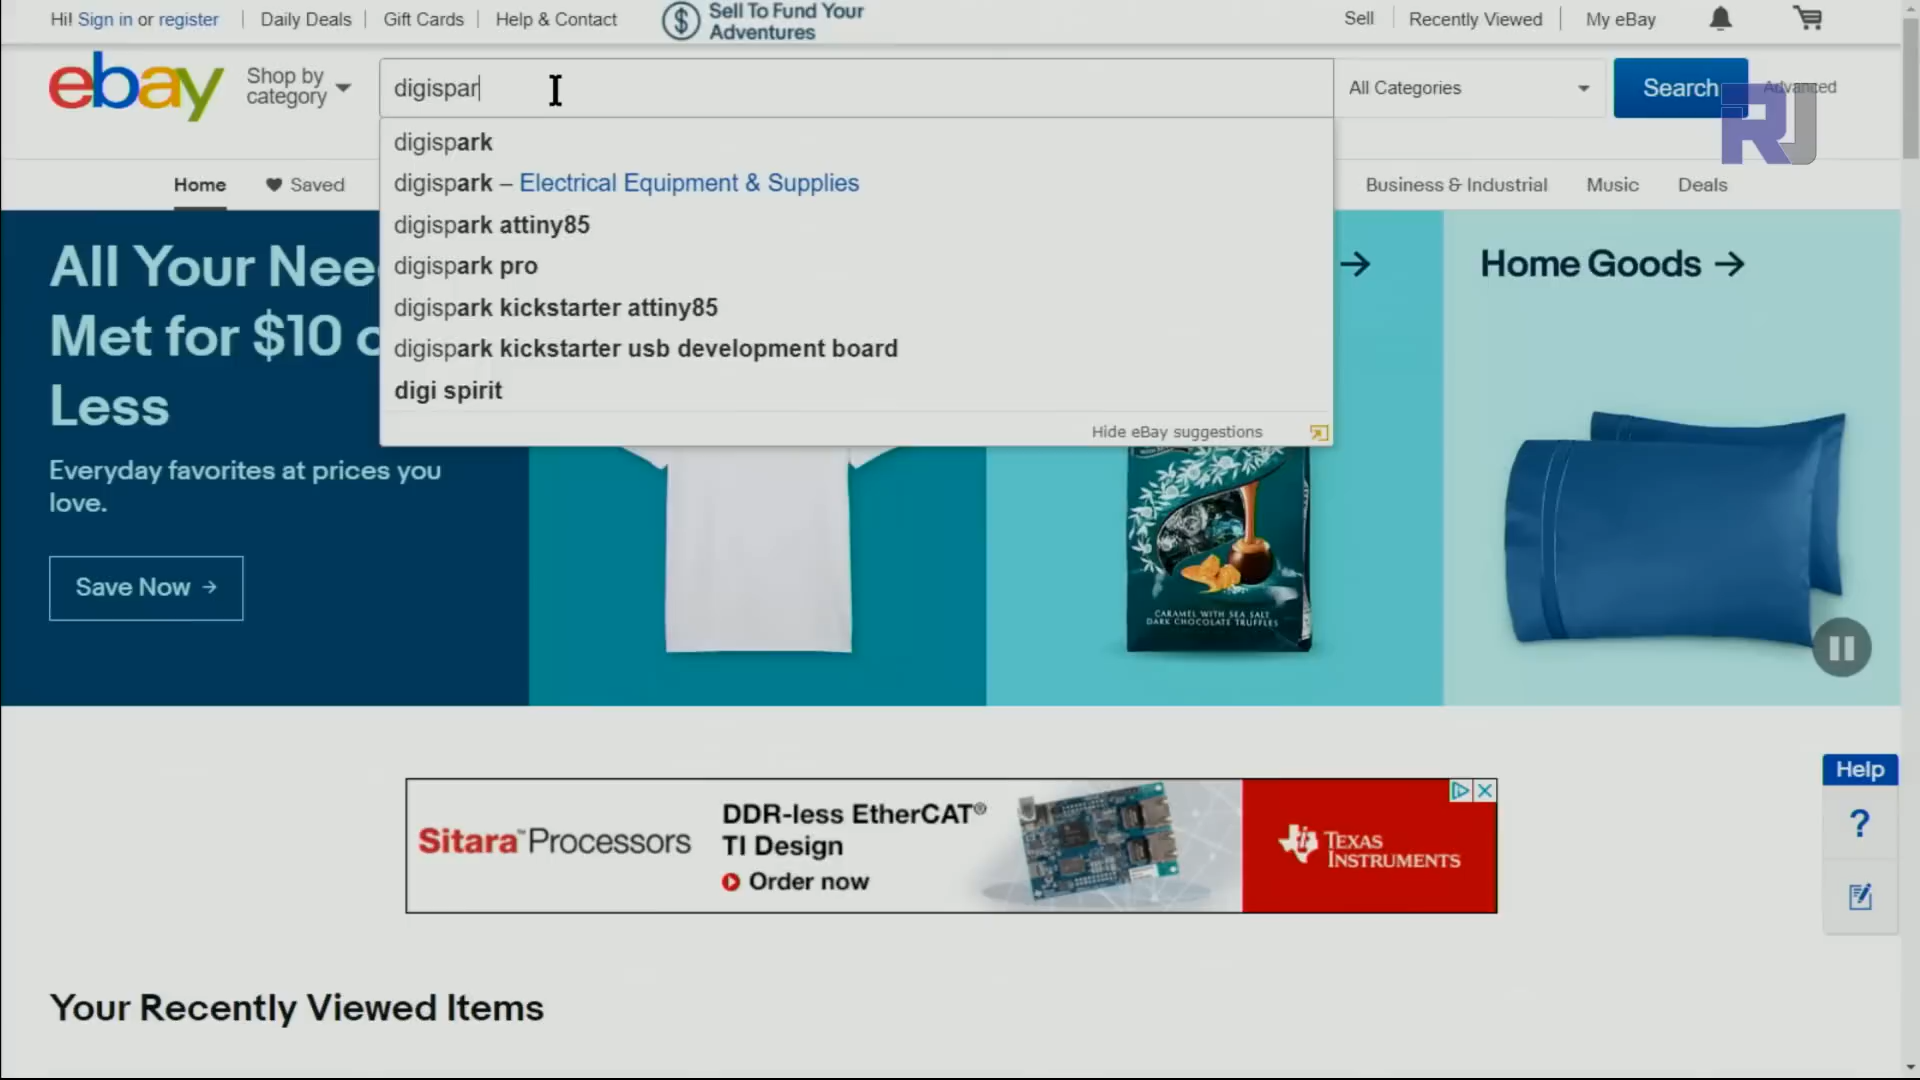 Hi! Sign in or register
Daily Deals
Gift Cards
Help & Contact
Sell To Fund Your
Adventures
Sell
Recently Viewed
My eBay
ebay
Shop by
category
digispar
All Categories
Search
Advanced
RJ
digispark
digispark – Electrical Equipment & Supplies
digispark attiny85
digispark pro
digispark kickstarter attiny85
digispark kickstarter usb development board
digi spirit
Hide eBay suggestions
Home
Saved
Business & Industrial
Music
Deals
All Your Nee
Met for $10 o
Less
Everyday favorites at prices you
love.
Save Now →
→
Home Goods →
CARAMEL WITH SEA SALT
DARK CHOCOLATE TRUFFLES
Sitara™ Processors
DDR-less EtherCAT®
TI Design
Order now
TEXAS
INSTRUMENTS
Help
?
Your Recently Viewed Items